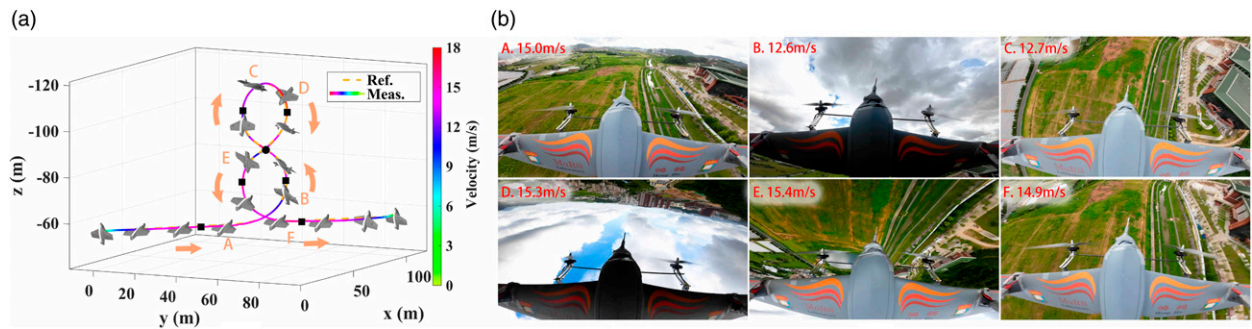 (a)
(b)
-120
-100
-80
-60
z (m)
0
20
40
60
80
y (m)
0
50
100
x (m)
Ref.
Meas.
C
D
E
B
A
F
18
15
12
9
6
3
0
Velocity (m/s)
A. 15.0m/s
B. 12.6m/s
C. 12.7m/s
D. 15.3m/s
E. 15.4m/s
F. 14.9m/s